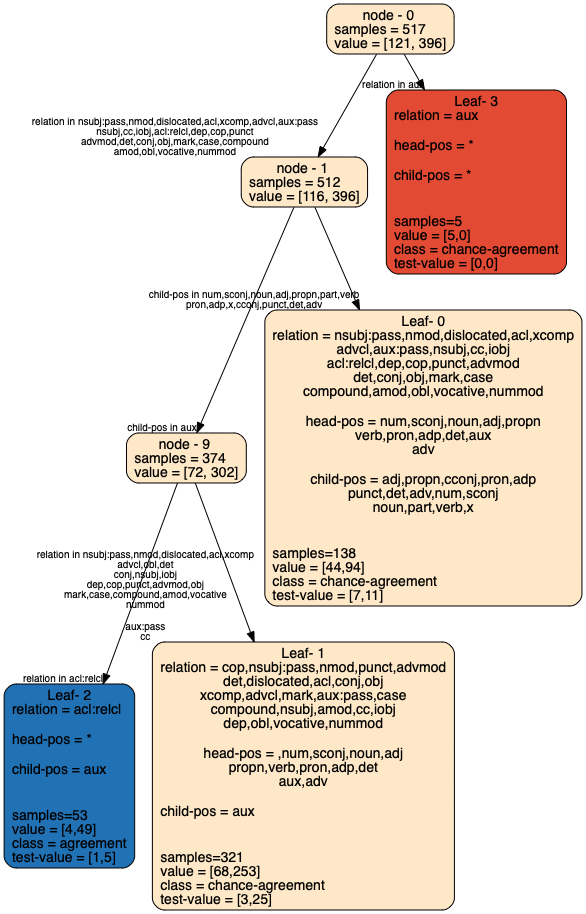 node - 0
samples = 517
value = [121, 396]
relation in aux
Leaf- 3
relation = aux
head-pos = *
child-pos = *
samples=5
value = [5,0]
class = chance-agreement
test-value = [0,0]
relation in nsubj:pass,nmod,dislocated,acl,xcomp,advcl,aux:pass
nsubj,cc,iobj,acl:relcl,dep,cop,punct
advmod,det,conj,obj,mark,case,compound
amod,obl,vocative,nummod
node - 1
samples = 512
value = [116, 396]
child-pos in num,sconj,noun,adj,propn,part,verb
pron,adp,x,cconj,punct,det,adv
Leaf- 0
relation = nsubj:pass,nmod,dislocated,acl,xcomp
advcl,aux:pass,nsubj,cc,iobj
acl:relcl,dep,cop,punct,advmod
det,conj,obj,mark,case
compound,amod,obl,vocative,nummod
head-pos = num,sconj,noun,adj,propn
verb,pron,adp,det,aux
adv
child-pos = adj,propn,cconj,pron,adp
punct,det,adv,num,sconj
noun,part,verb,x
samples=138
value = [44,94]
class = chance-agreement
test-value = [7,11]
child-pos in aux
node - 9
samples = 374
value = [72, 302]
relation in nsubj:pass,nmod,dislocated,acl,xcomp
advcl,obl,det
conj,nsubj,iobj
dep,cop,punct,advmod,obj
mark,case,compound,amod,vocative
nummod
aux:pass
cc
relation in acl:relcl
Leaf- 2
relation = acl:relcl
head-pos = *
child-pos = aux
samples=53
value = [4,49]
class = agreement
test-value = [1,5]
Leaf- 1
relation = cop,nsubj:pass,nmod,punct,advmod
det,dislocated,acl,conj,obj
xcomp,advcl,mark,aux:pass,case
compound,nsubj,amod,cc,iobj
dep,obl,vocative,nummod
head-pos = ,num,sconj,noun,adj
propn,verb,pron,adp,det
aux,adv
child-pos = aux
samples=321
value = [68,253]
class = chance-agreement
test-value = [3,25]